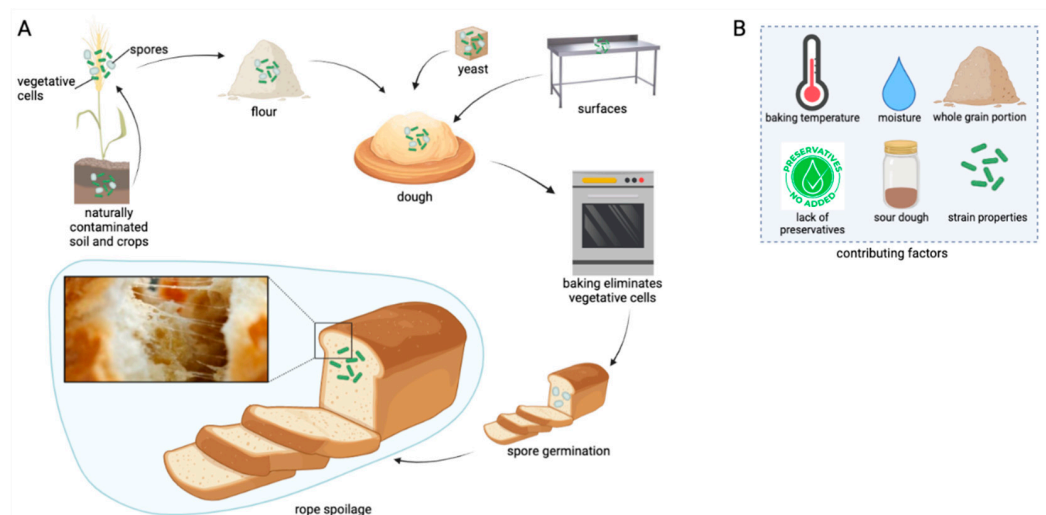 A
spores
vegetative
cells
flour
yeast
surfaces
dough
naturally
contaminated
soil and crops
baking eliminates
vegetative cells
spore germination
rope spoilage
B
baking temperature
moisture
whole grain portion
PRESERVATIVES
NO ADDED
lack of
preservatives
sour dough
strain properties
contributing factors